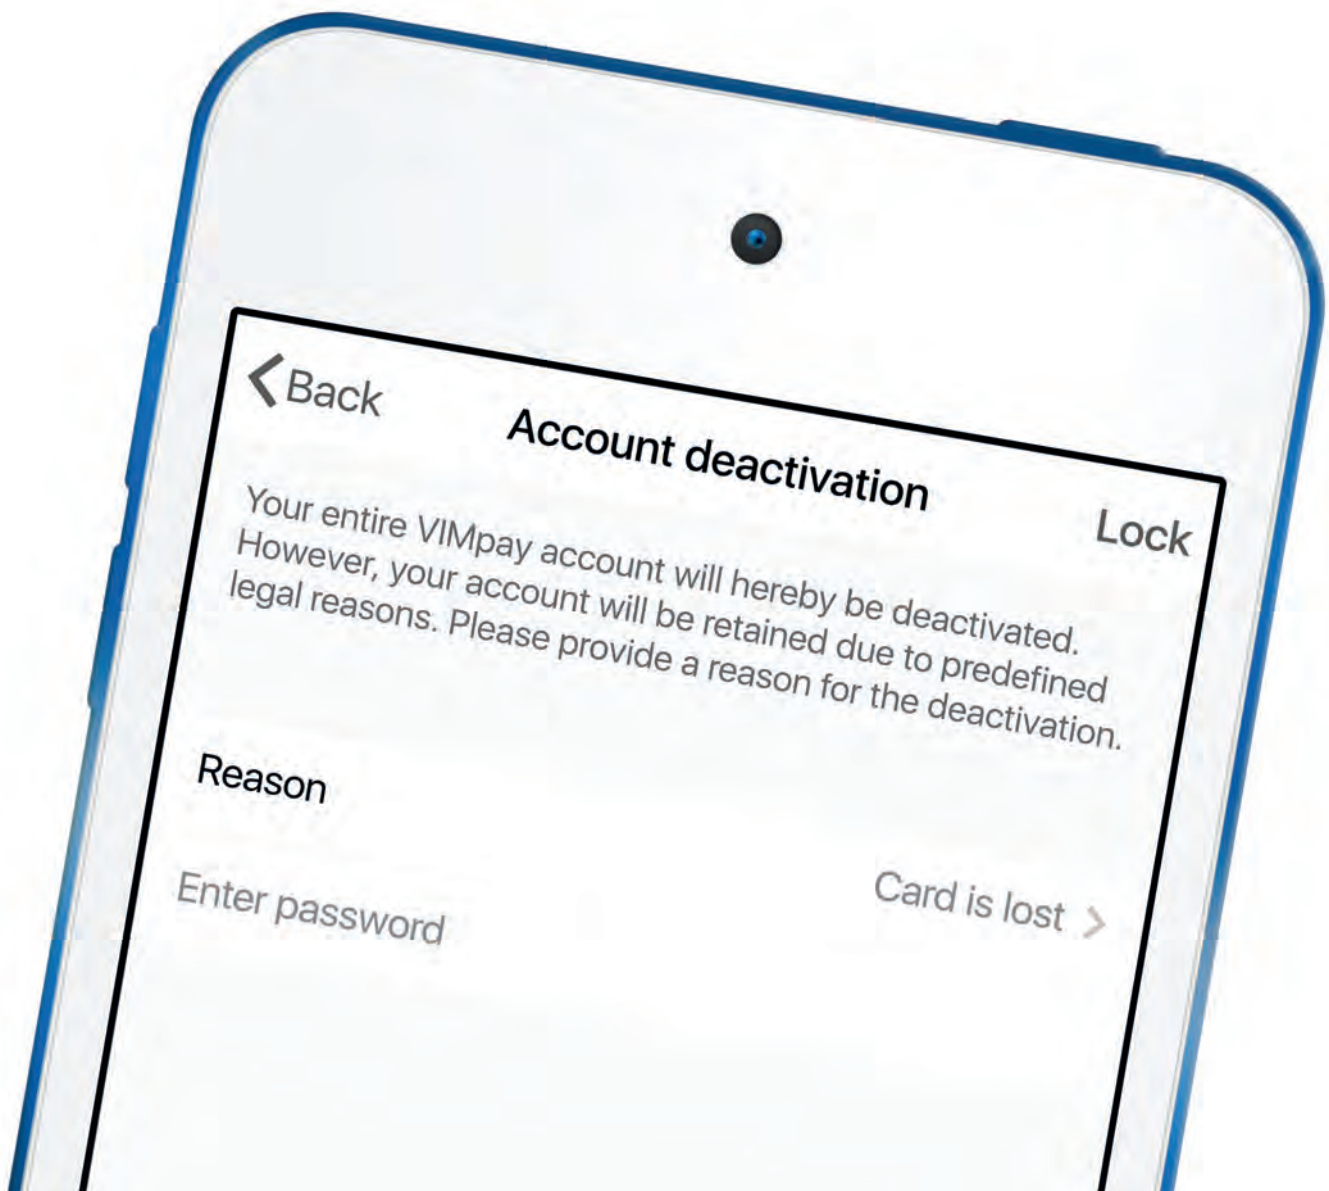 Back
Account deactivation
Lock
Your entire VIMpay account will hereby be deactivated.
However, your account will be retained due to predefined
legal reasons. Please provide a reason for the deactivation.
Reason
Card is lost
Enter password